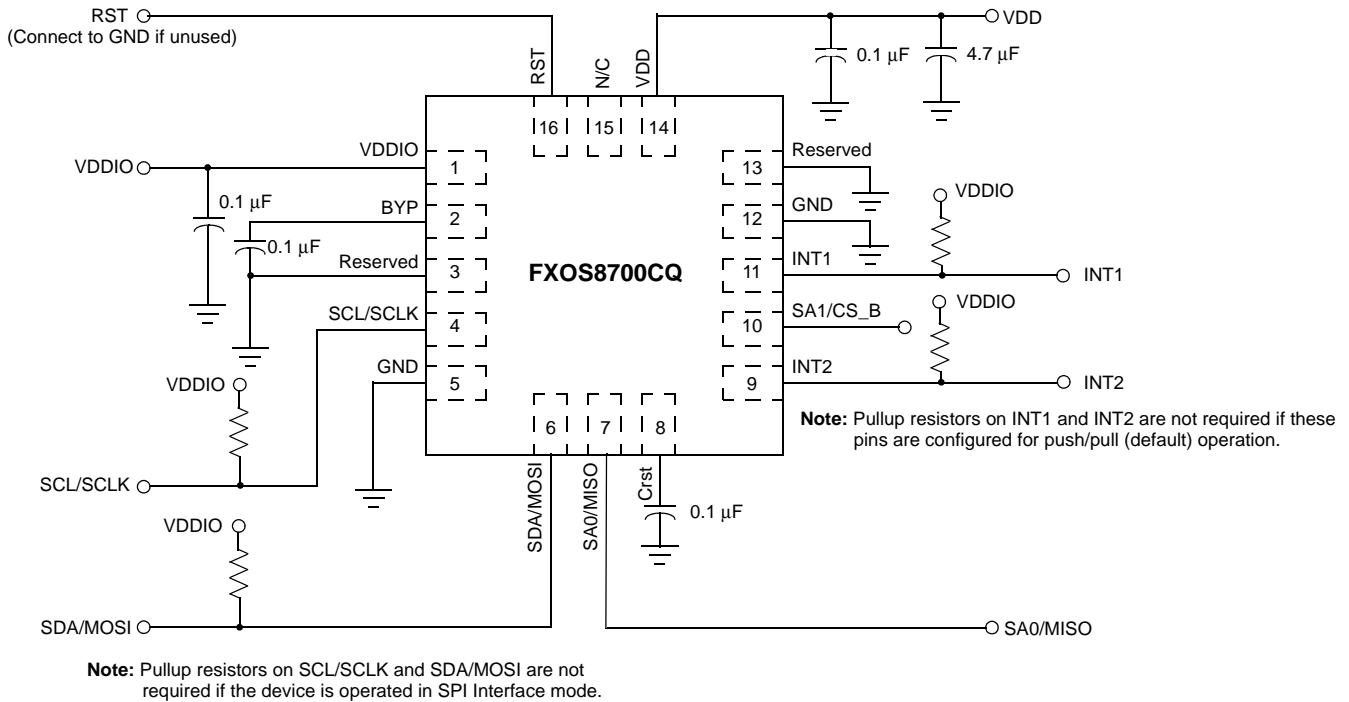 RST
(Connect to GND if unused)
VDD
0.1 μF
4.7 μF
RST
N/C
VDD
16
15
14
VDDIO
VDDIO
1
0.1 μF
BYP
2
0.1 μF
Reserved
3
SCL/SCLK
4
GND
5
VDDIO
SCL/SCLK
VDDIO
SDA/MOSI
FXOS8700CQ
13
Reserved
12
GND
11
INT1
VDDIO
INT1
10
SA1/CS_B
VDDIO
9
INT2
INT2
Note: Pullup resistors on INT1 and INT2 are not required if these
pins are configured for push/pull (default) operation.
6
7
8
SDA/MOSI
SA0/MISO
Crst
0.1 μF
SA0/MISO
Note: Pullup resistors on SCL/SCLK and SDA/MOSI are not
required if the device is operated in SPI Interface mode.